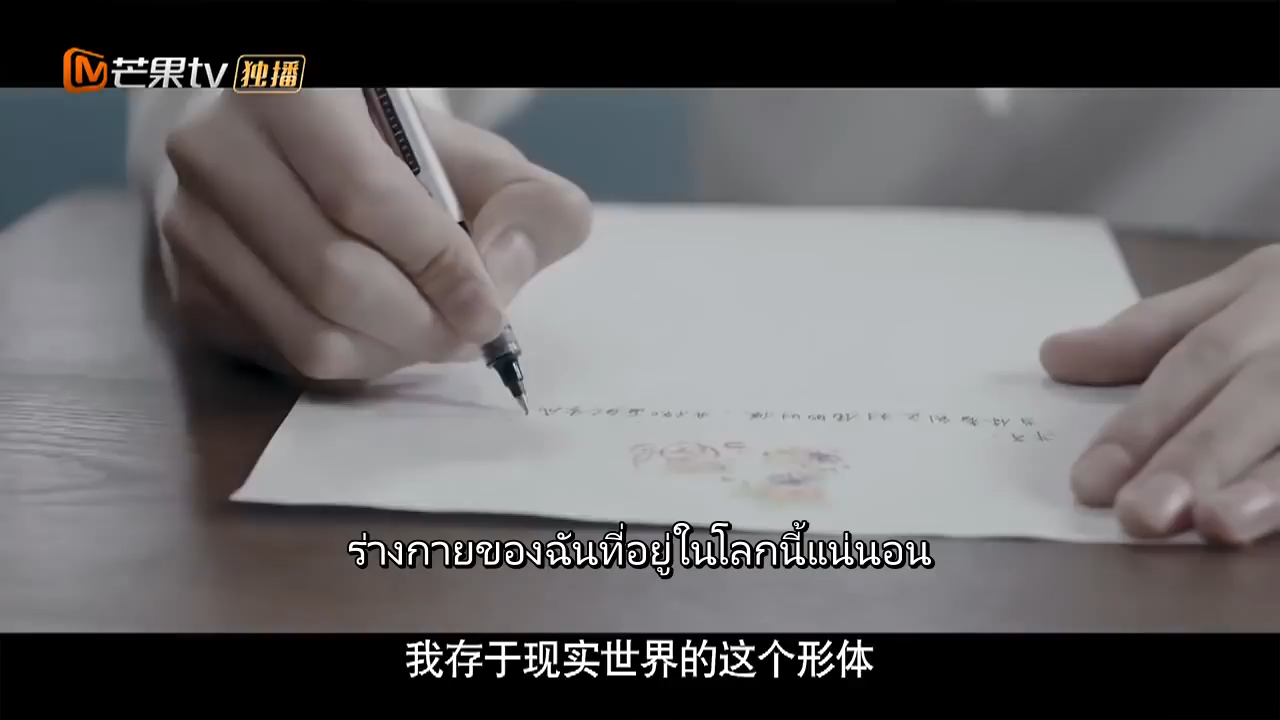 芒果tv 独播
ร่างกายของฉันที่อยู่ในโลกนี้แน่นอน
我存于现实世界的这个形体